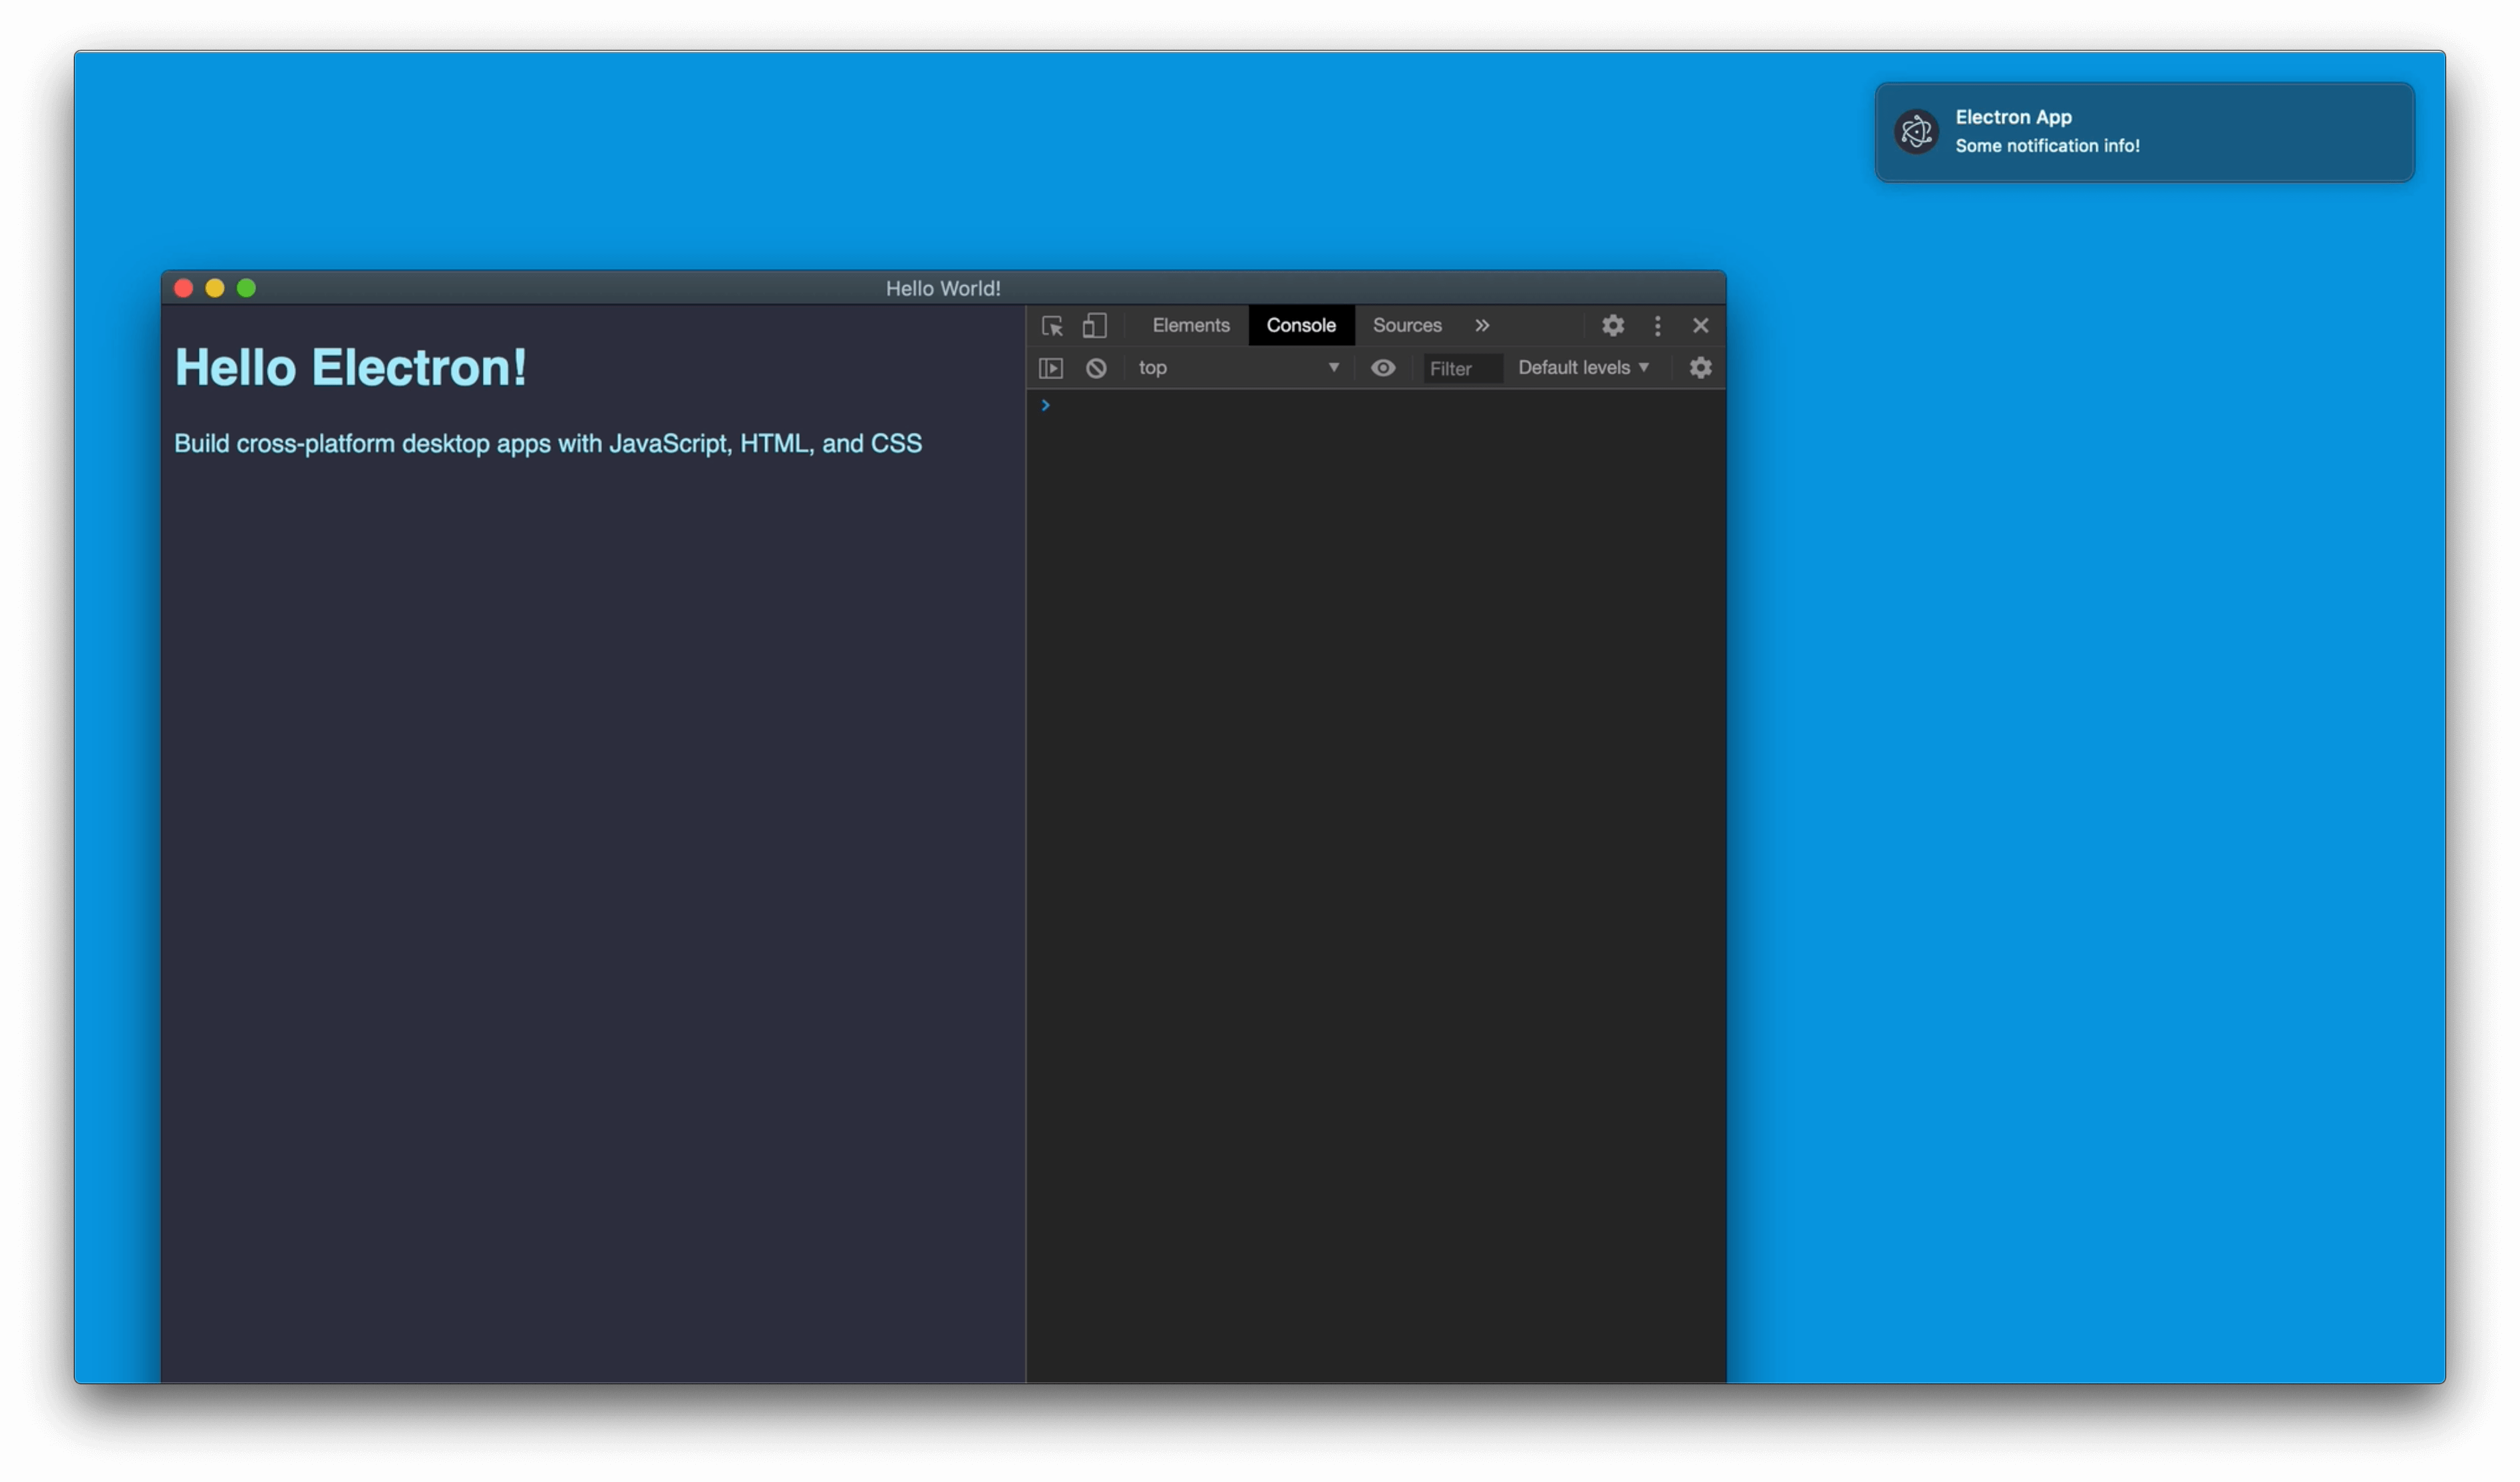 Electron App
Some notification info!
Hello World!
Hello Electron!
Build cross-platform desktop apps with JavaScript, HTML, and CSS
Elements Console Sources »
top ▼ Filter Default levels ▼